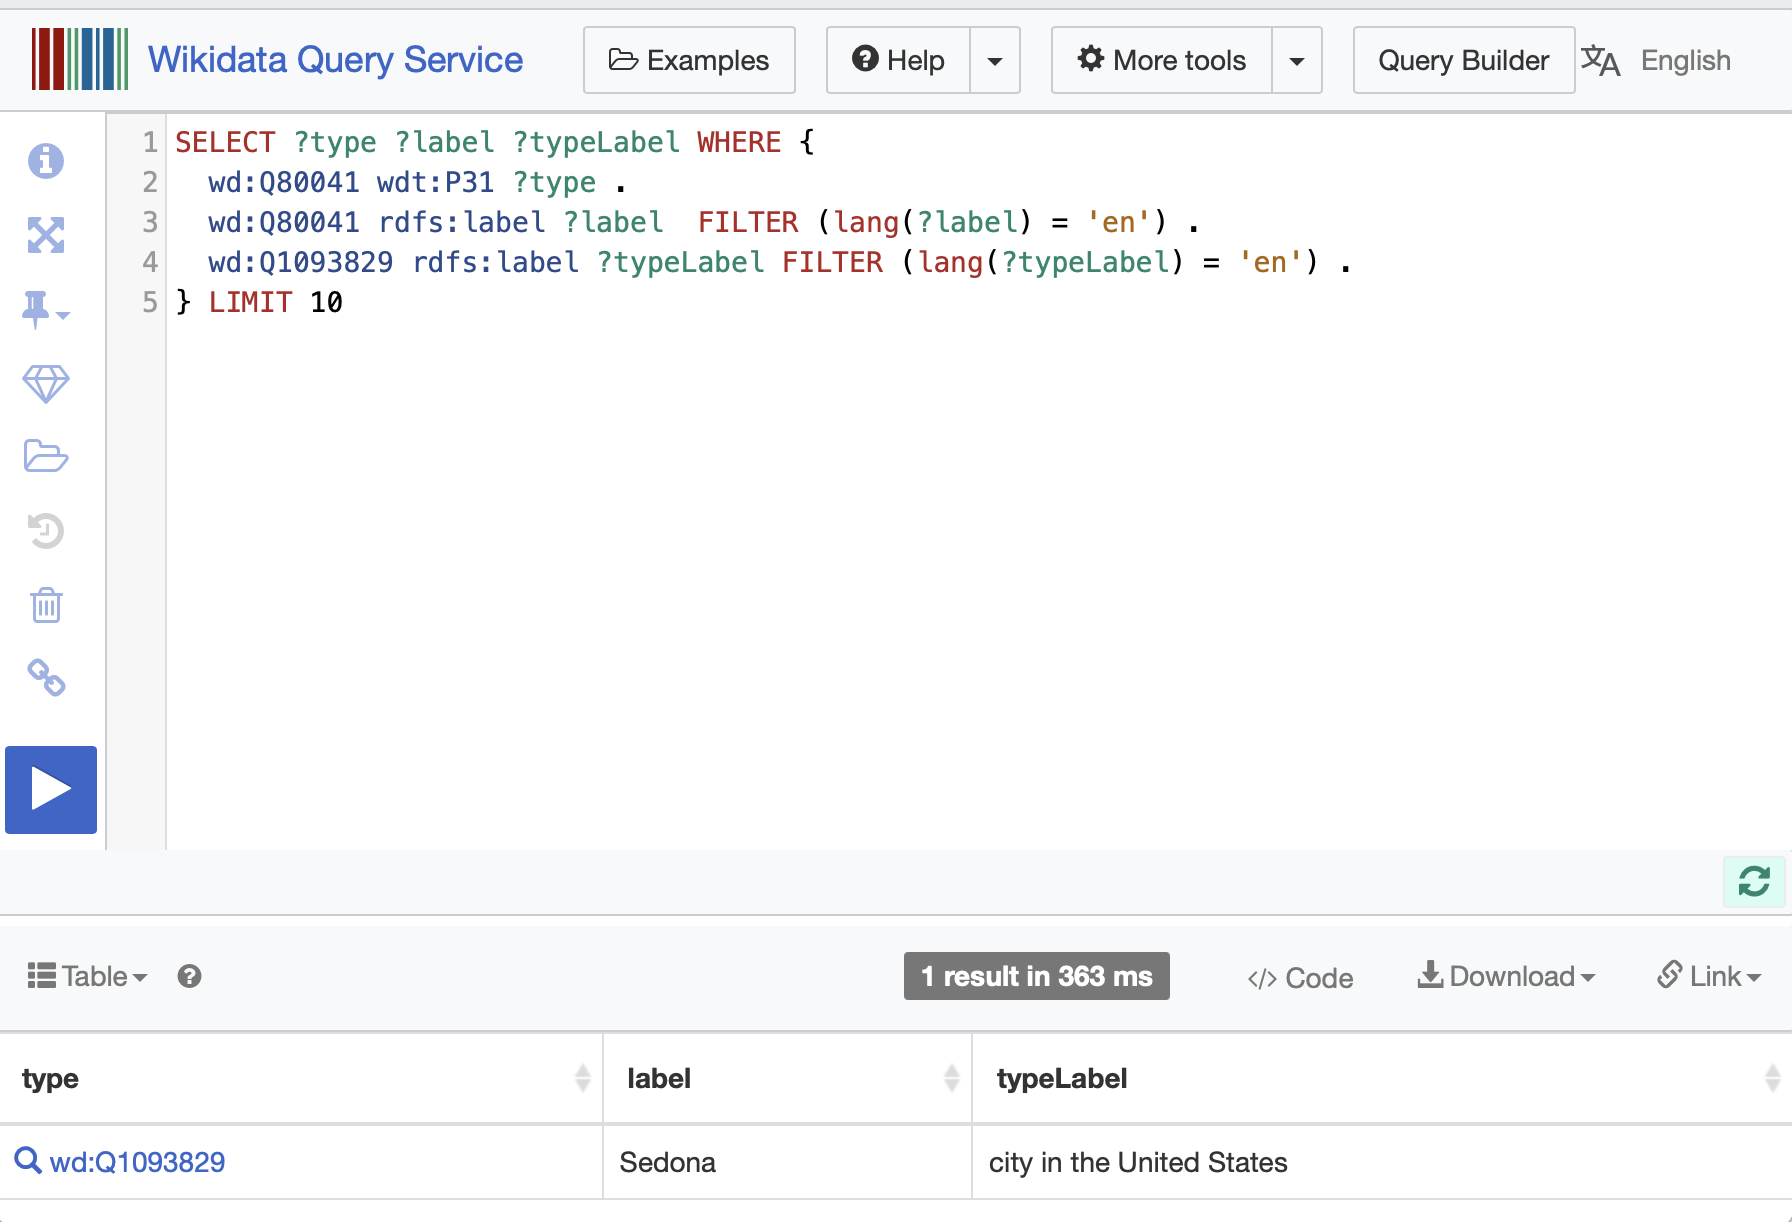 Wikidata Query Service
Examples
Help
More tools
Query Builder
English
1 SELECT ?type ?label ?typeLabel WHERE {
2   wd:Q80041 wdt:P31 ?type .
3   wd:Q80041 rdfs:label ?label  FILTER (lang(?label) = 'en') .
4   wd:Q1093829 rdfs:label ?typeLabel FILTER (lang(?typeLabel) = 'en') .
5 } LIMIT 10
Table
1 result in 363 ms
</> Code
Download
Link
type label typeLabel
wd:Q1093829 Sedona city in the United States